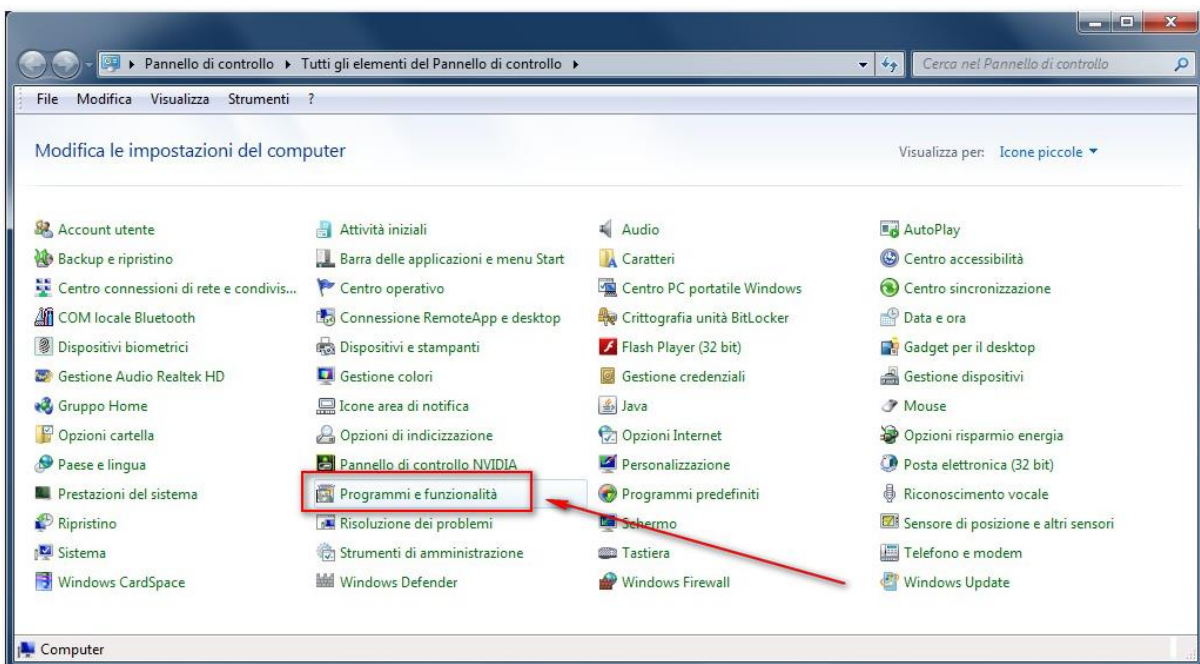 Pannello di controllo Tutti gli elementi del Pannello di controllo
Cerca nel Pannello di controllo
File Modifica Visualizza Strumenti ?
Modifica le impostazioni del computer
Visualizza per: Icone piccole
Account utente Attività iniziali Audio AutoPlay
Backup e ripristino Barra delle applicazioni e menu Start Caratteri Centro accessibilità
Centro connessioni di rete e condivis... Centro operativo Centro PC portatile Windows Centro sincronizzazione
COM locale Bluetooth Connessione RemoteApp e desktop Crittografia unità BitLocker Data e ora
Dispositivi biometrici Dispositivi e stampanti Flash Player (32 bit) Gadget per il desktop
Gestione Audio Realtek HD Gestione colori Gestione credenziali Gestione dispositivi
Gruppo Home Icone area di notifica Java Mouse
Opzioni cartella Opzioni di indicizzazione Opzioni Internet Opzioni risparmio energia
Paese e lingua Pannello di controllo NVIDIA Personalizzazione Posta elettronica (32 bit)
Prestazioni del sistema Programmi e funzionalità Programmi predefiniti Riconoscimento vocale
Ripristino Risoluzione dei problemi Schermo Sensore di posizione e altri sensori
Sistema Strumenti di amministrazione Tastiera Telefono e modem
Windows CardSpace Windows Defender Windows Firewall Windows Update
Computer